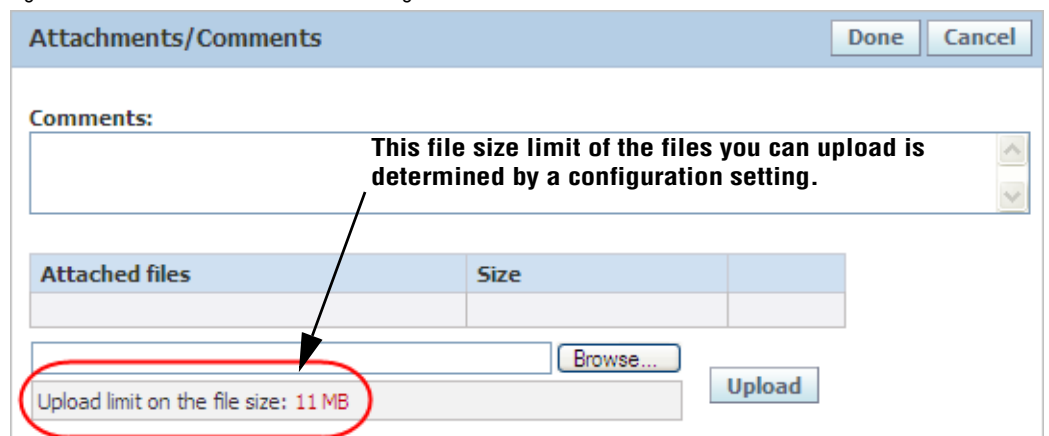 Attachments/Comments
Done
Cancel
Comments:
This file size limit of the files you can upload is
determined by a configuration setting.
Attached files
Size
Browse...
Upload limit on the file size: 11 MB
Upload